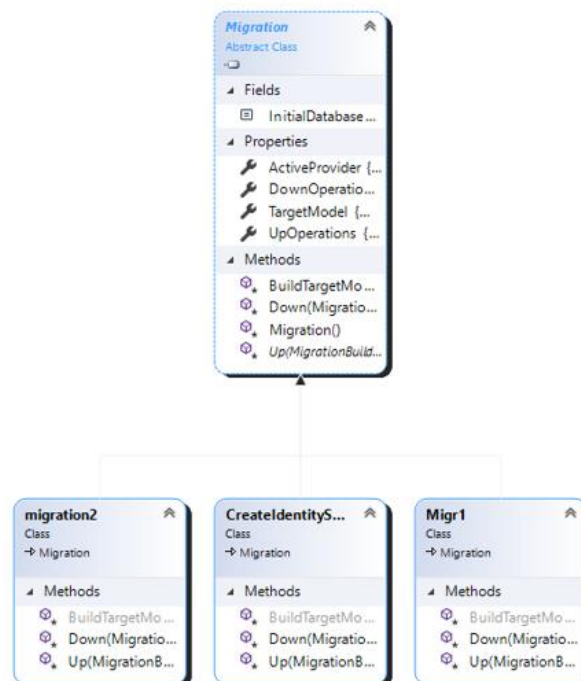 Migration
Abstract Class
Fields
InitialDatabase...
Properties
ActiveProvider {...
DownOperatio...
TargetModel {...
UpOperations {...
Methods
BuildTargetMo...
Down(Migratio...
Migration()
Up(MigrationBuild...
migration2
Class
Migration
Methods
BuildTargetMo...
Down(Migratio...
Up(MigrationB...
CreateIdentityS...
Class
Migration
Methods
BuildTargetMo...
Down(Migratio...
Up(MigrationB...
Migr1
Class
Migration
Methods
BuildTargetMo...
Down(Migratio...
Up(MigrationB...